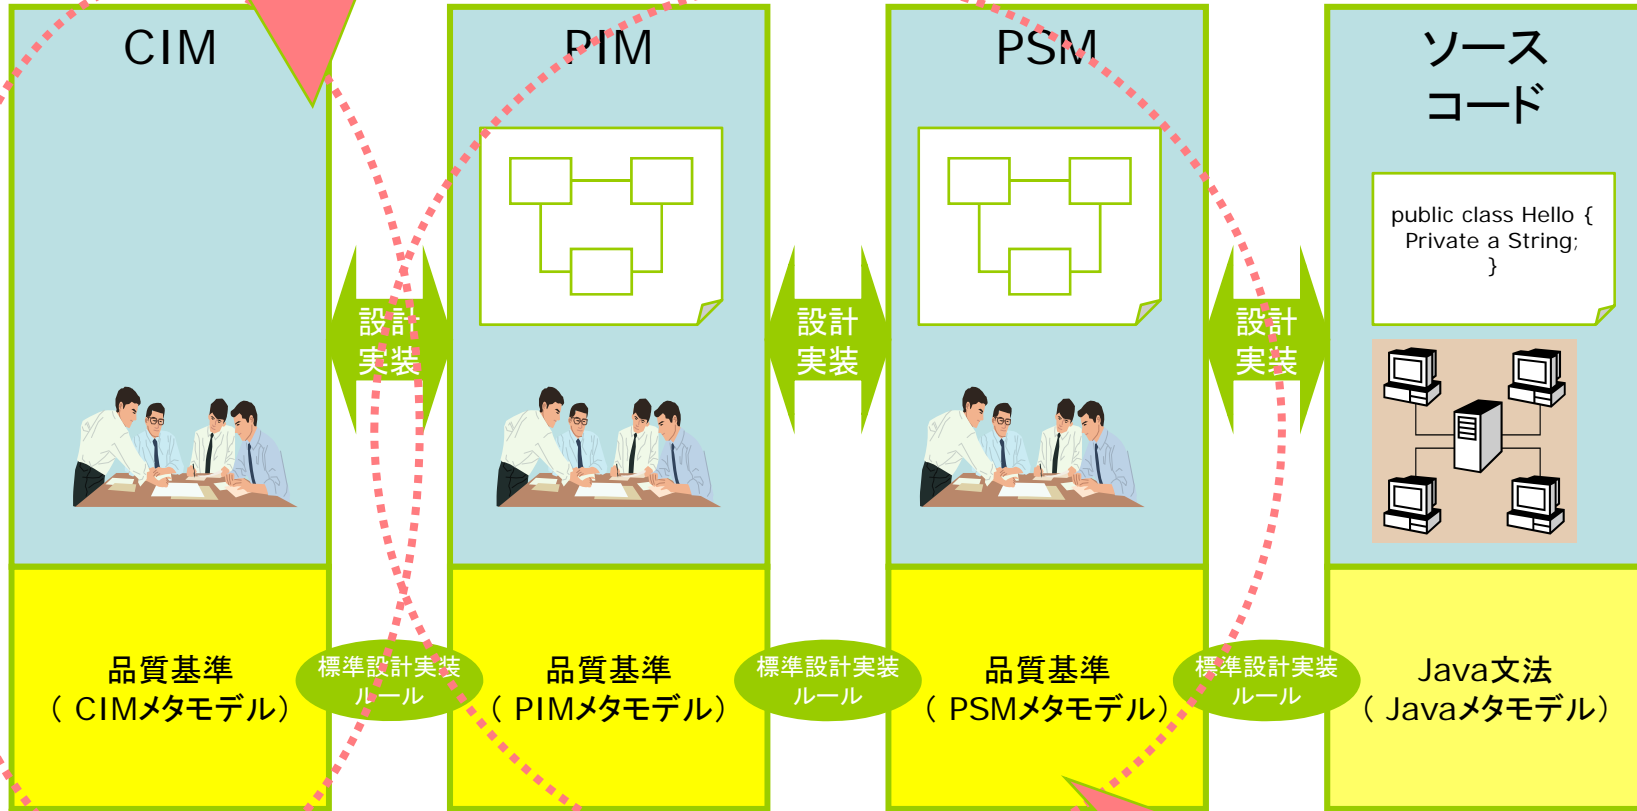 CIM
PIM
PSM
ソース
コード
public class Hello {
Private a String;
}
設計
実装
設計
実装
設計
実装
品質基準
( CIMメタモデル)
標準設計実装
ルール
品質基準
( PIMメタモデル)
標準設計実装
ルール
品質基準
( PSMメタモデル)
標準設計実装
ルール
Java文法
( Javaメタモデル)